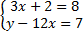 3x + 2 = 8
y − 12x = 7